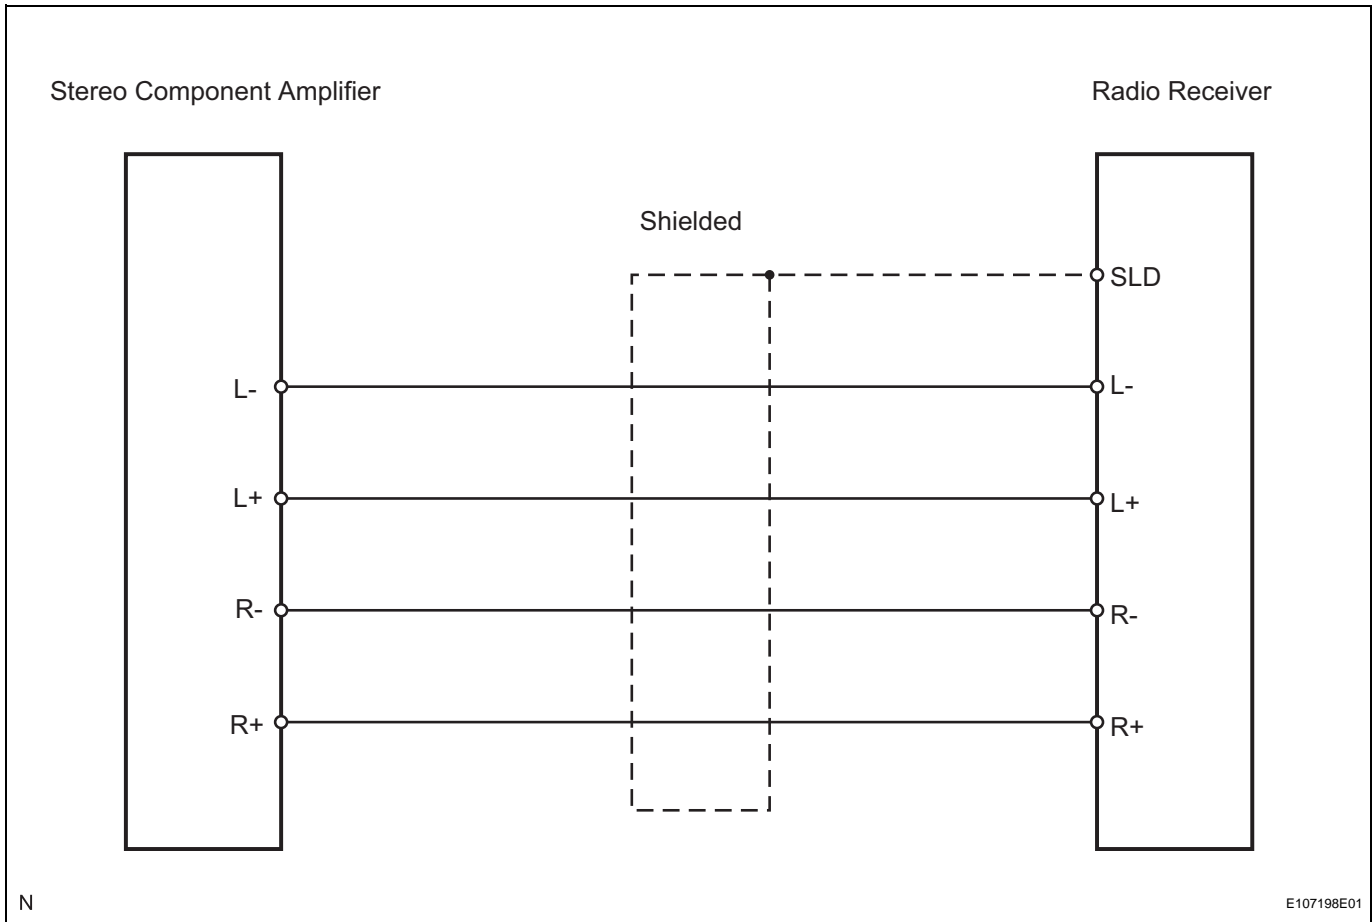 Stereo Component Amplifier
Radio Receiver
Shielded
SLD
L-
L-
L+
L+
R-
R-
R+
R+
N
E107198E01